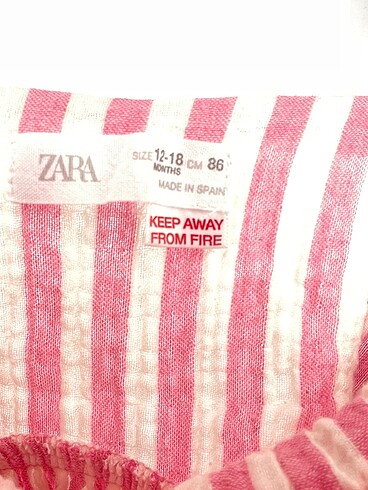 ZARA
SIZE 12-18 CM 86
MONTHS
MADE IN SPAIN
KEEP AWAY
FROM FIRE